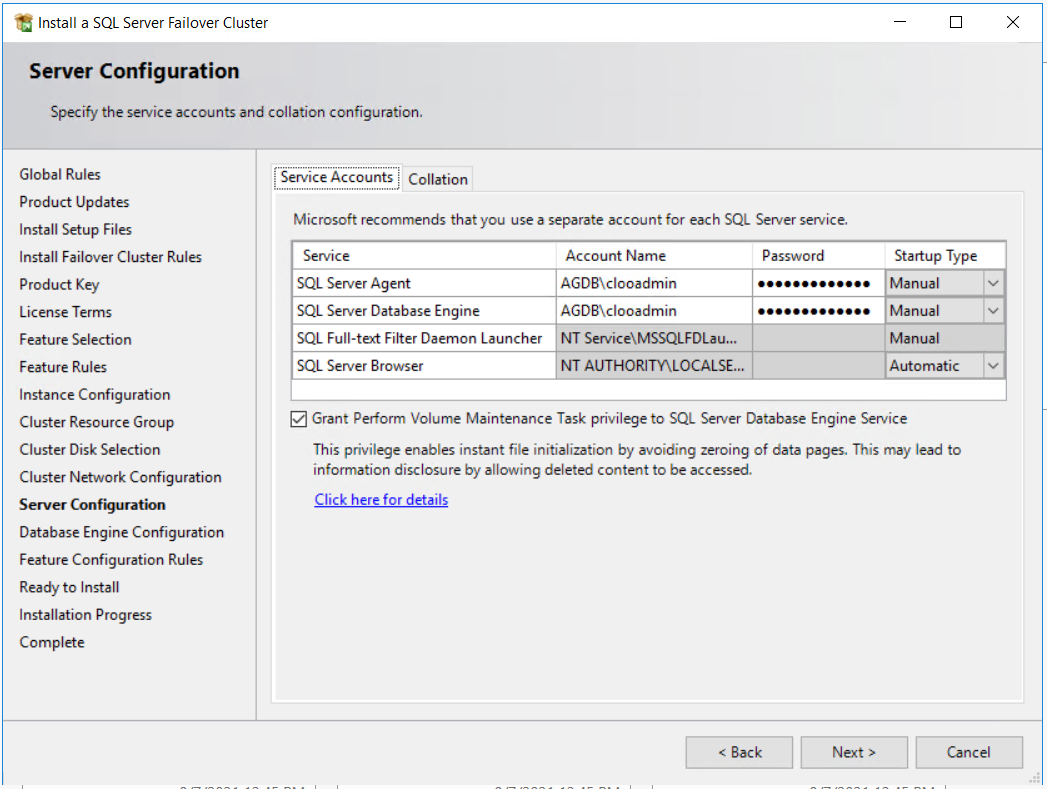 Install a SQL Server Failover Cluster
Server Configuration
Specify the service accounts and collation configuration.
Global Rules
Product Updates
Install Setup Files
Install Failover Cluster Rules
Product Key
License Terms
Feature Selection
Feature Rules
Instance Configuration
Cluster Resource Group
Cluster Disk Selection
Cluster Network Configuration
Server Configuration
Database Engine Configuration
Feature Configuration Rules
Ready to Install
Installation Progress
Complete
Service Accounts Collation
Microsoft recommends that you use a separate account for each SQL Server service.
Service Account Name Password Startup Type
SQL Server Agent AGDB\clooadmin ●●●●●●●●●●●●● Manual
SQL Server Database Engine AGDB\clooadmin ●●●●●●●●●●●●● Manual
SQL Full-text Filter Daemon Launcher NT Service\MSSQLFDLau... Manual
SQL Server Browser NT AUTHORITY\LOCALSE... Automatic
Grant Perform Volume Maintenance Task privilege to SQL Server Database Engine Service
This privilege enables instant file initialization by avoiding zeroing of data pages. This may lead to
information disclosure by allowing deleted content to be accessed.
Click here for details
< Back Next > Cancel